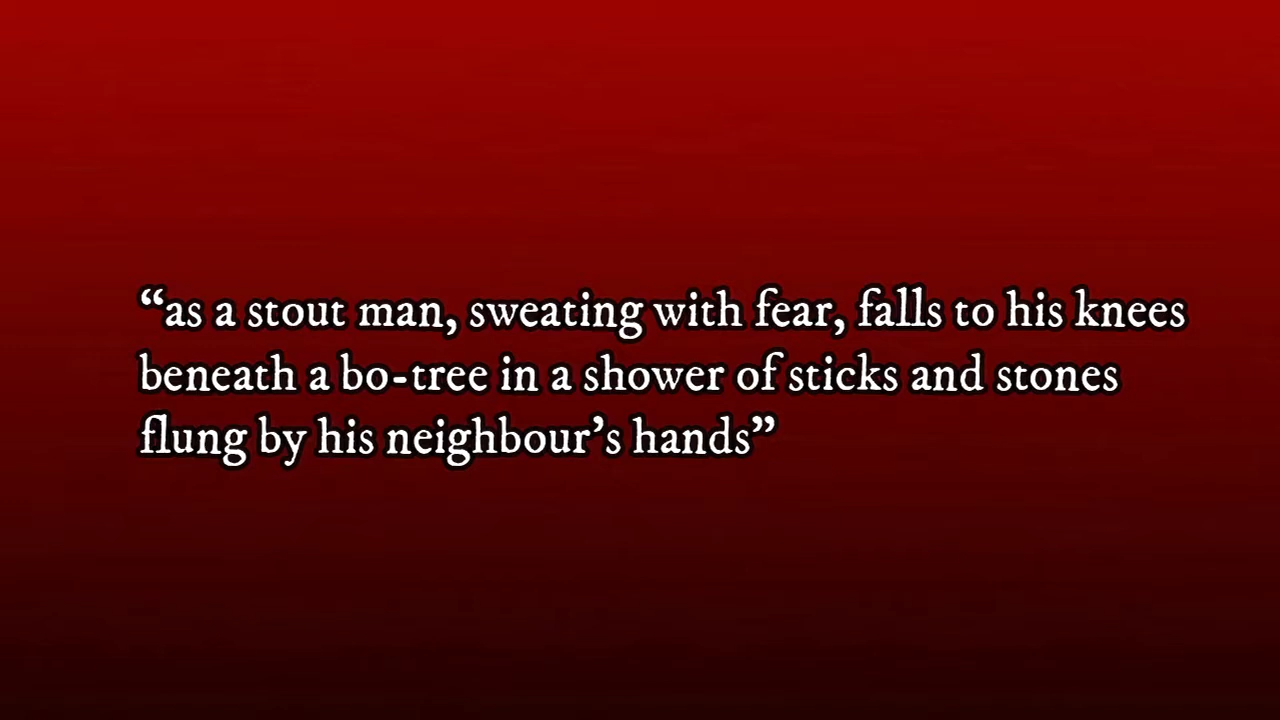 “as a stout man, sweating with fear, falls to his knees
beneath a bo-tree in a shower of sticks and stones
flung by his neighbour’s hands”